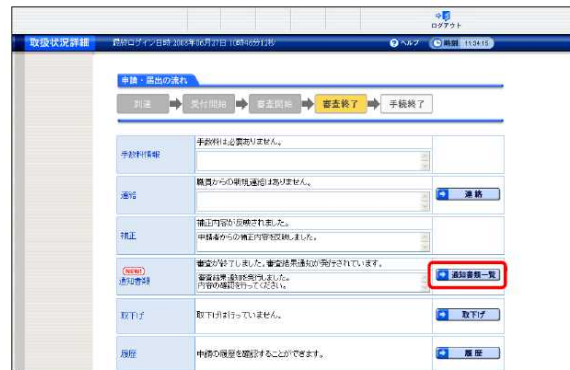 ログアウト
取扱状況詳細
最終ログイン日時:2008年06月27日 10時46分12秒
ヘルプ
時刻 11:34:15
申請・届出の流れ
到達
受付開始
審査開始
審査終了
手続終了
手数料情報
手数料は必要ありません。
連絡
職員からの新規連絡はありません。
連絡
補正
補正内容が反映されました。
申請者からの補正内容を反映しました。
NEW!
通知書類
審査が終了しました。審査結果通知が発行されています。
審査結果通知を発行しました。
内容の確認を行ってください。
通知書類一覧
取下げ
取下げは行っていません。
取下げ
履歴
申請の履歴を確認することができます。
履歴